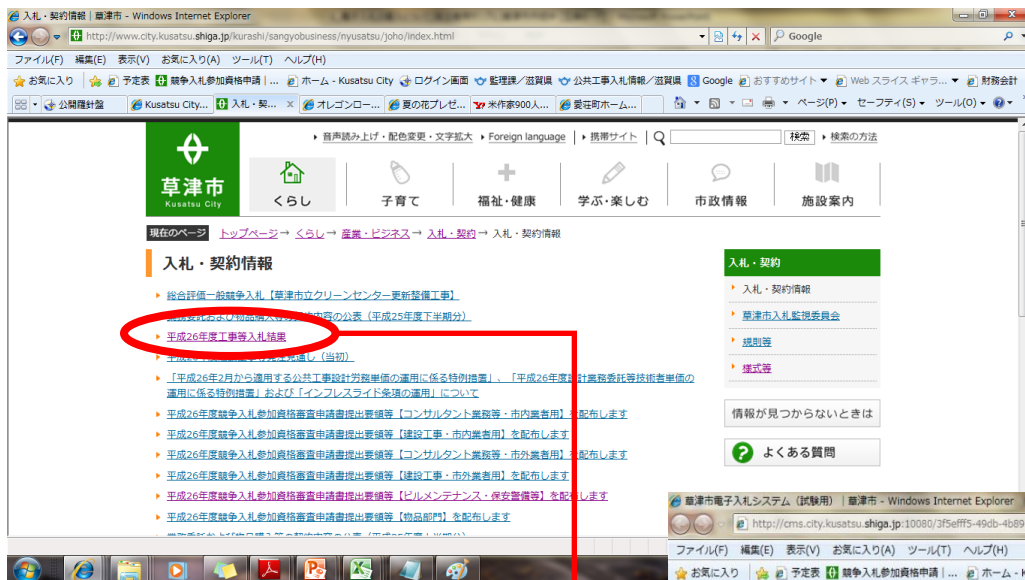 入札・契約情報 | 草津市 - Windows Internet Explorer
http://www.city.kusatsu.shiga.jp/kurashi/sangyobusiness/nyusatsu/joho/index.html
Google
ファイル(F) 編集(E) 表示(V) お気に入り(A) ツール(T) ヘルプ(H)
お気に入り 予定表 競争入札参加資格申請 | ... ホーム - Kusatsu City ログイン画面 監理課／滋賀県 公共工事入札情報／滋賀県 Google おすすめサイト Web スライス ギャラ... 財務会計
公開羅針盤 Kusatsu City... 入札・契... オレゴンロー... 夏の花プレゼ... 米作家900人... 愛荘町ホーム... ページ(P) セーフティ(S) ツール(O)
音声読み上げ・配色変更・文字拡大 Foreign language 携帯サイト 検索 検索の方法
草津市
Kusatsu City
くらし 子育て 福祉・健康 学ぶ・楽しむ 市政情報 施設案内
現在のページ トップページ→ くらし→ 産業・ビジネス→ 入札・契約→ 入札・契約情報
入札・契約情報
総合評価一般競争入札【草津市立クリーンセンター更新整備工事】
内容の公表（平成25年度下半期分）
平成26年度工事等入札結果
見通し（当初）
「平成26年2月から適用する公共工事設計労務単価の運用に係る特例措置」、「平成26年度設計業務委託等技術者単価の
運用に係る特例措置」および「インフレスライド条項の運用」について
平成26年度競争入札参加資格審査申請書提出要領等【コンサルタント業務等・市内業者用】を配布します
平成26年度競争入札参加資格審査申請書提出要領等【建設工事・市内業者用】を配布します
平成26年度競争入札参加資格審査申請書提出要領等【コンサルタント業務等・市外業者用】を配布します
平成26年度競争入札参加資格審査申請書提出要領等【建設工事・市外業者用】を配布します
平成26年度競争入札参加資格審査申請書提出要領等【ビルメンテナンス・保安警備等】を配布します
平成26年度競争入札参加資格審査申請書提出要領等【物品部門】を配布します
入札・契約
入札・契約情報
草津市入札監視委員会
規則等
様式等
情報が見つからないときは
よくある質問
草津市電子入札システム（試験用） | 草津市 - Windows Internet Explorer
http://cms.city.kusatsu.shiga.jp:10080/3f5efff5-49db-4b89
ファイル(F) 編集(E) 表示(V) お気に入り(A) ツール(T) ヘルプ(H)
お気に入り 予定表 競争入札参加資格申請 | ... ホーム - K